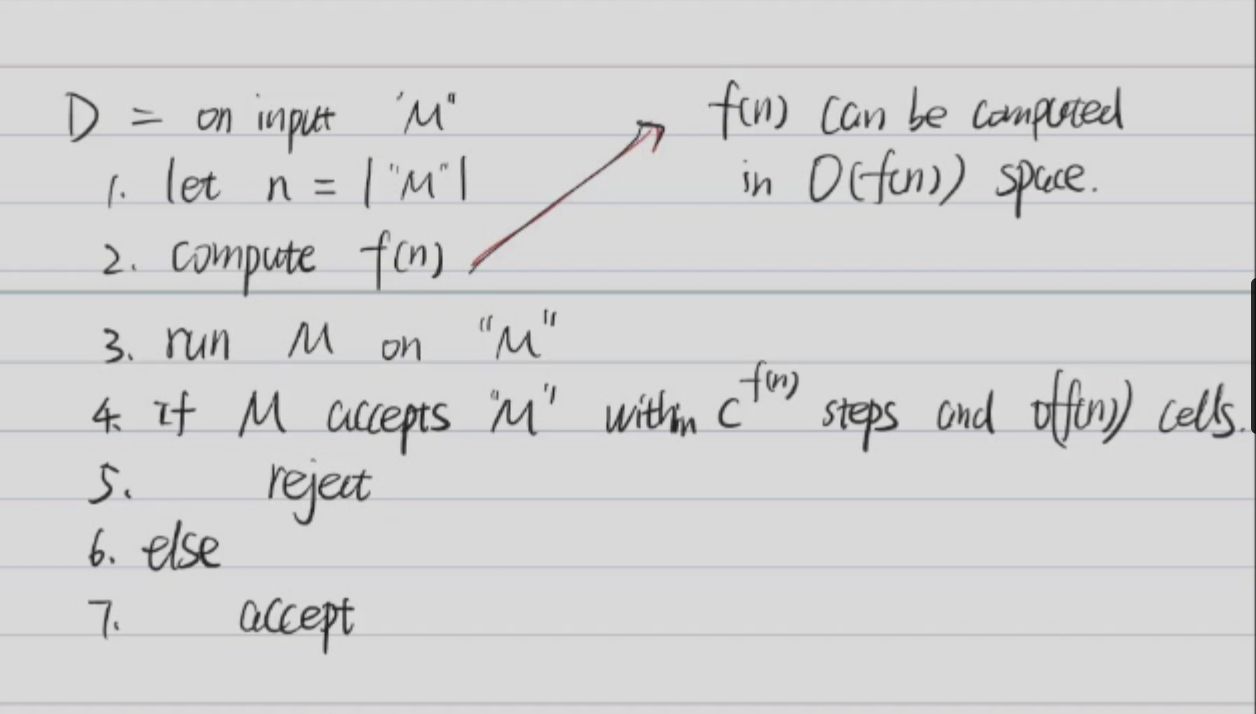 D = on input 'M"
1. let n = |"M"|
2. compute f(n)
f(n) can be computed
in O(f(n)) space.
3. run M on "M"
4. if M accepts "M" within c^f(n) steps and o(f(n)) cells.
5. reject
6. else
7. accept